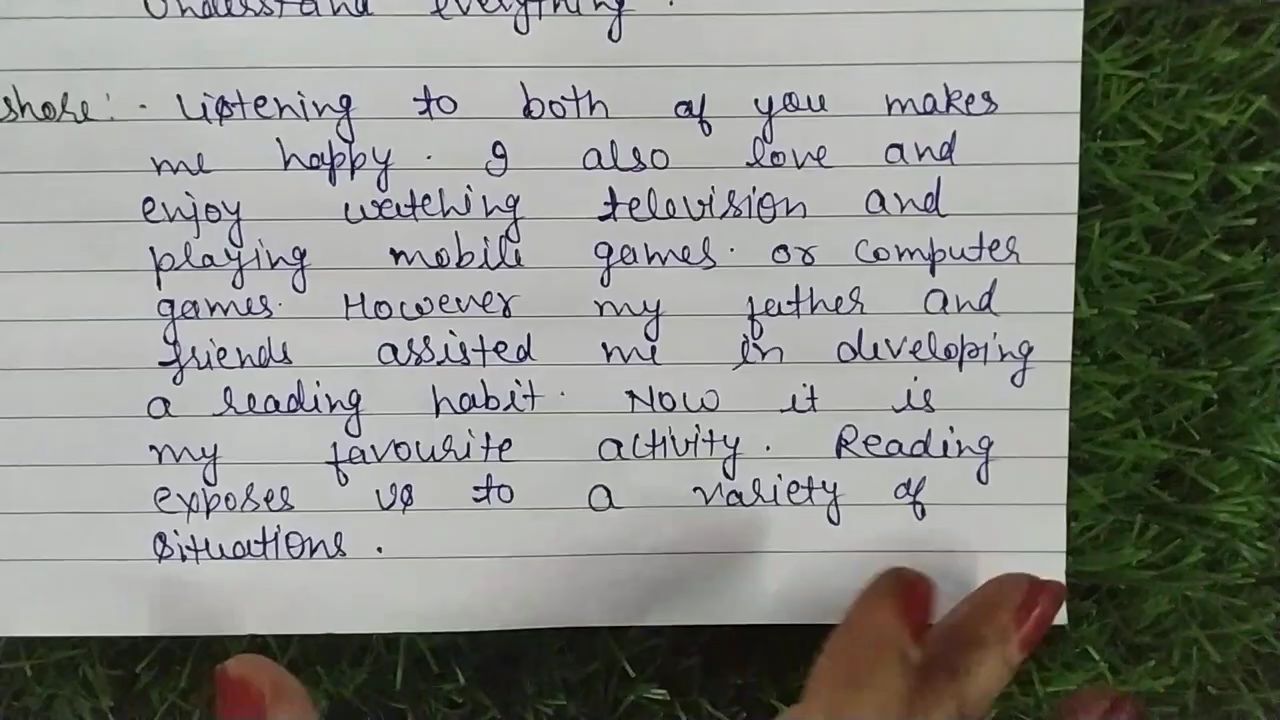 Understand everything.
shore:- Listening to both of you makes
me happy. I also love and
enjoy watching television and
playing mobile games. or computer
games. However my father and
friends assisted me in developing
a reading habit. Now it is
my favourite activity. Reading
exposes us to a variety of
situations.